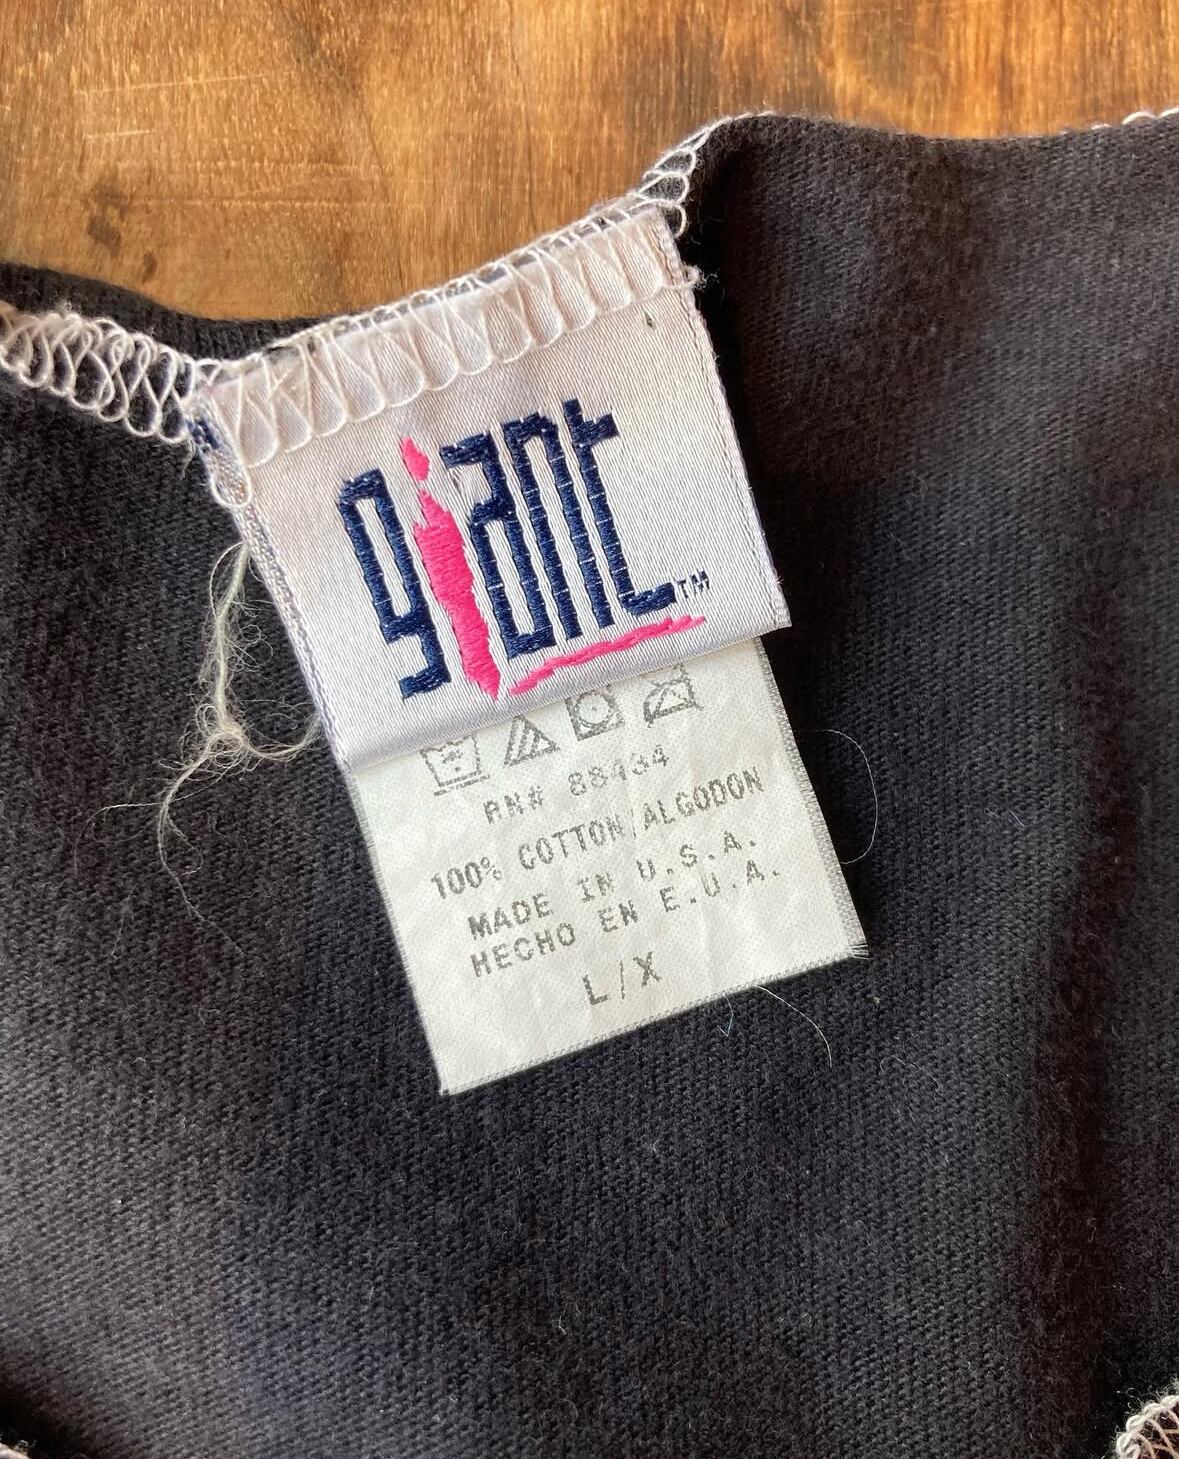 giant™
RN# 88434
100% COTTON/ALGODON
MADE IN U.S.A.
HECHO EN E.U.A.
L/X